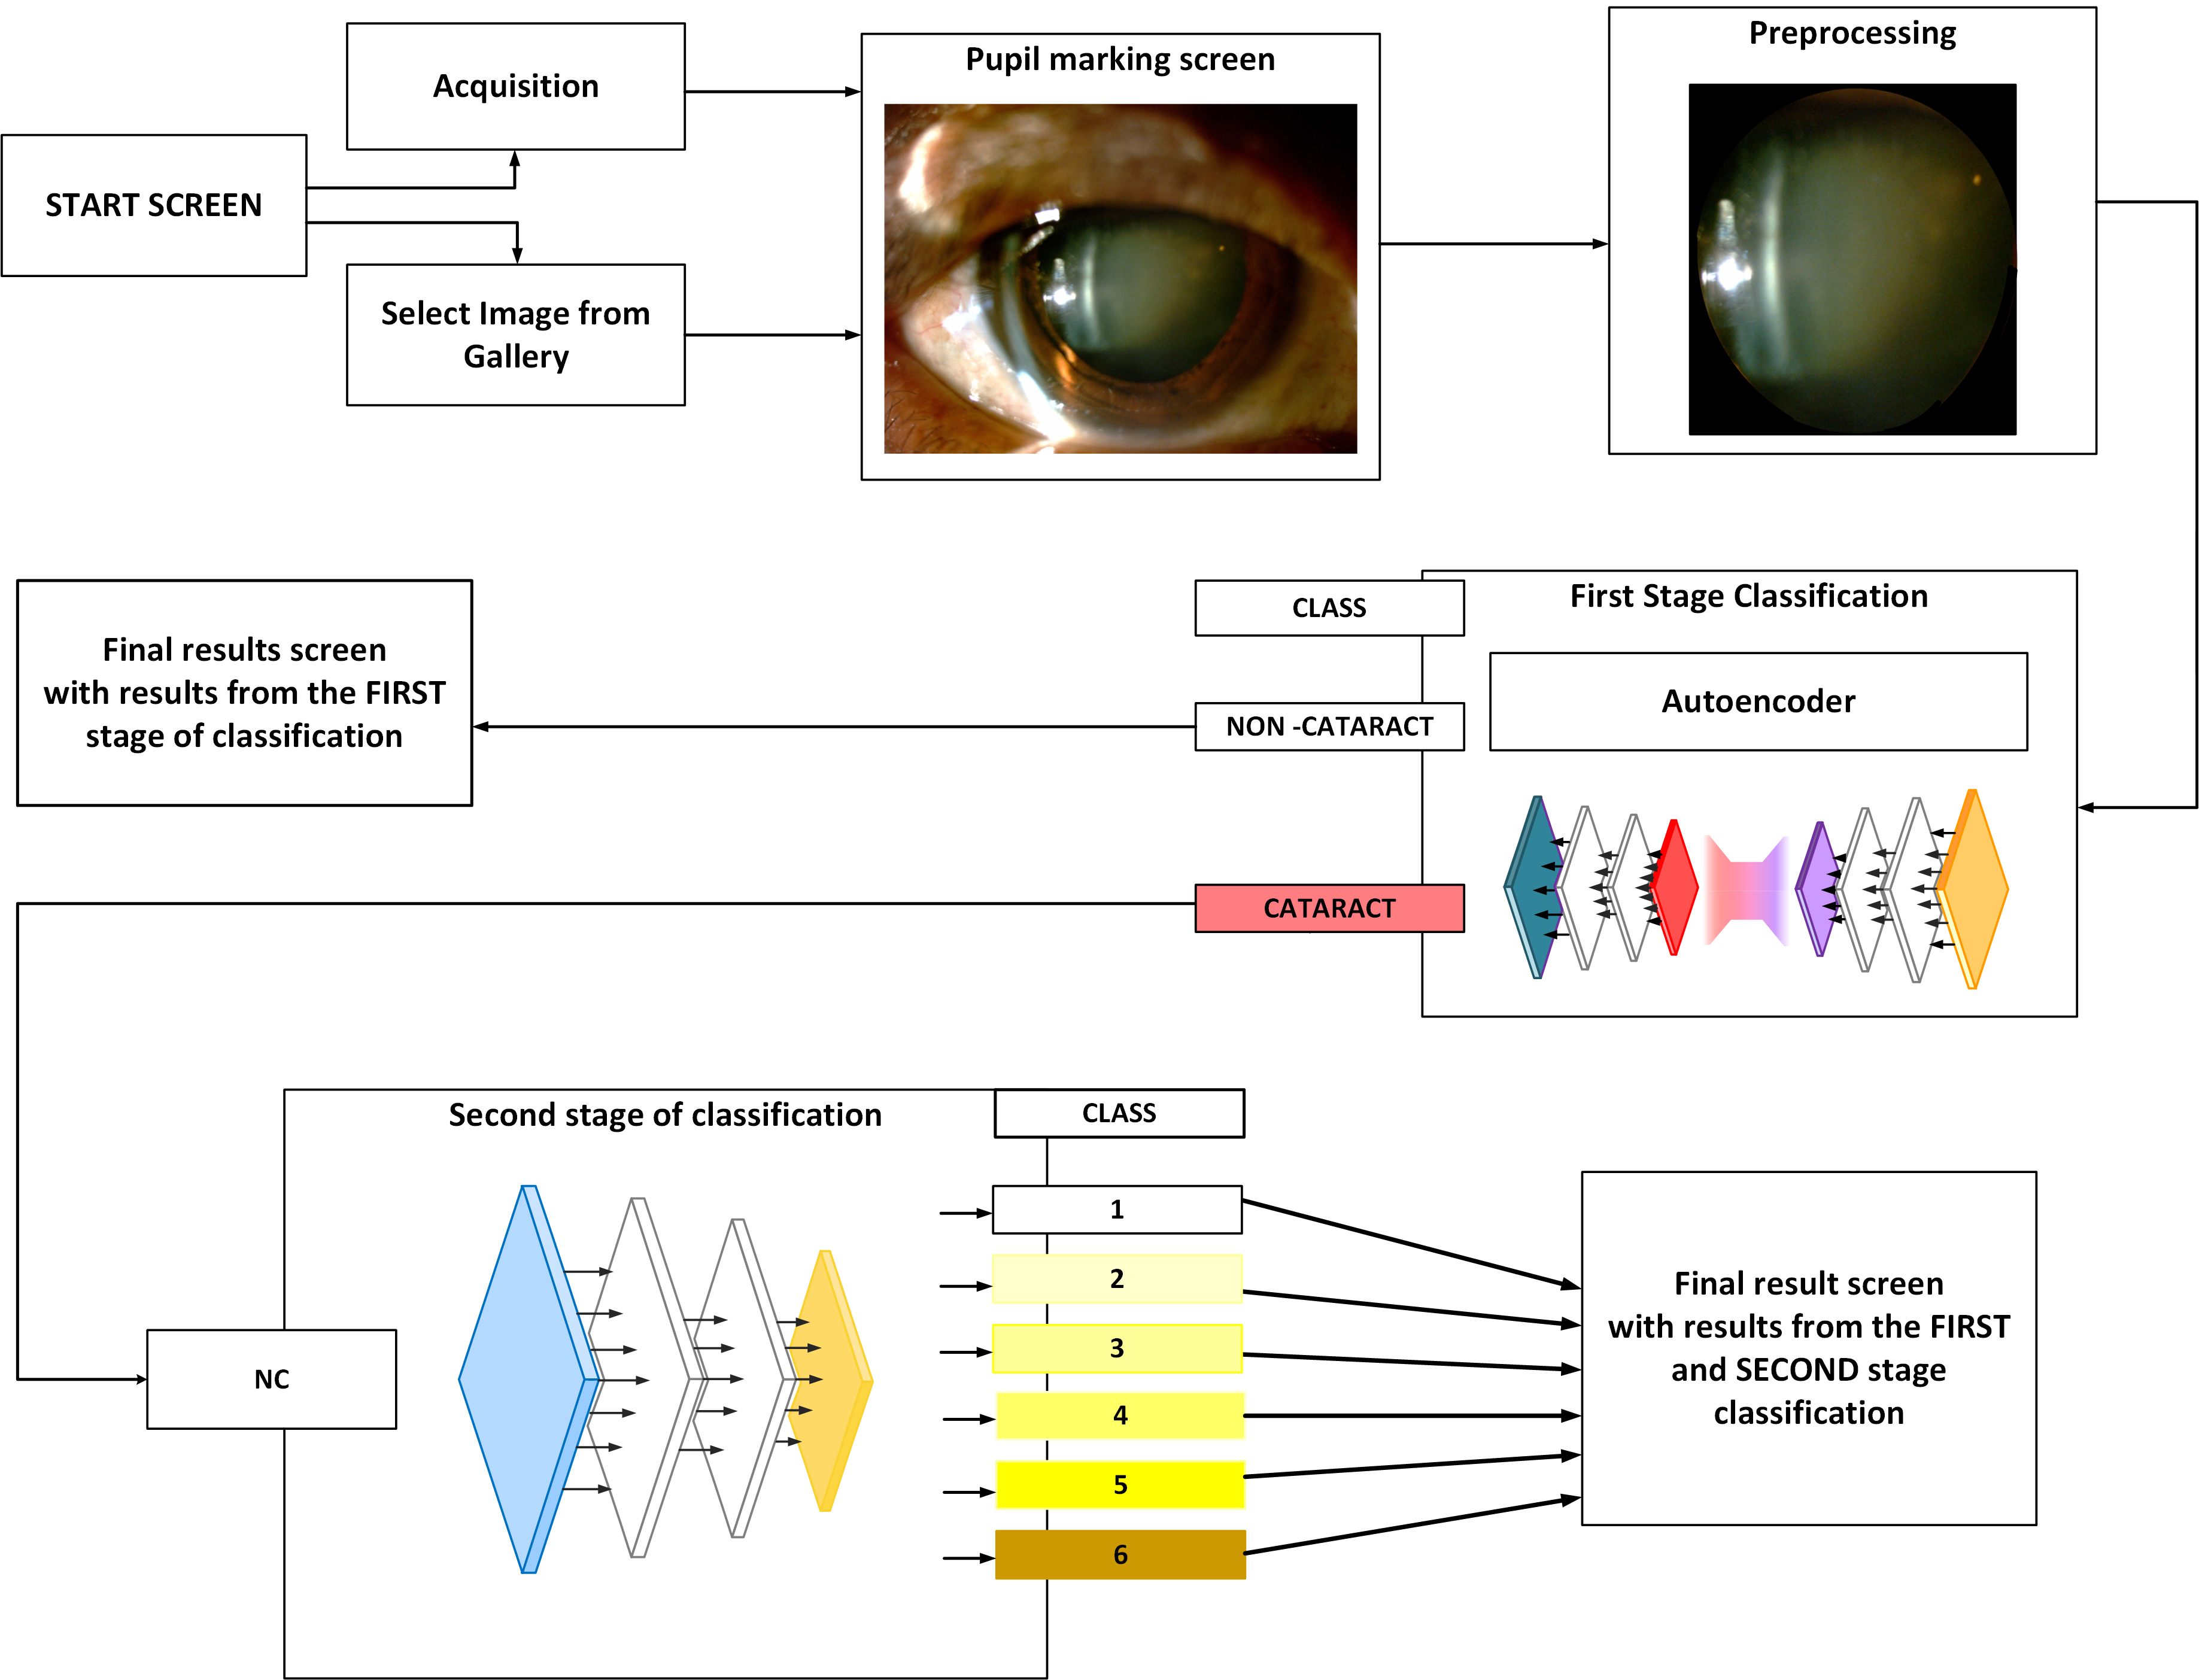 START SCREEN
Acquisition
Select Image from
Gallery
Pupil marking screen
Preprocessing
First Stage Classification
Autoencoder
CLASS
NON -CATARACT
CATARACT
Final results screen
with results from the FIRST
stage of classification
NC
Second stage of classification
CLASS
1
2
3
4
5
6
Final result screen
with results from the FIRST
and SECOND stage
classification